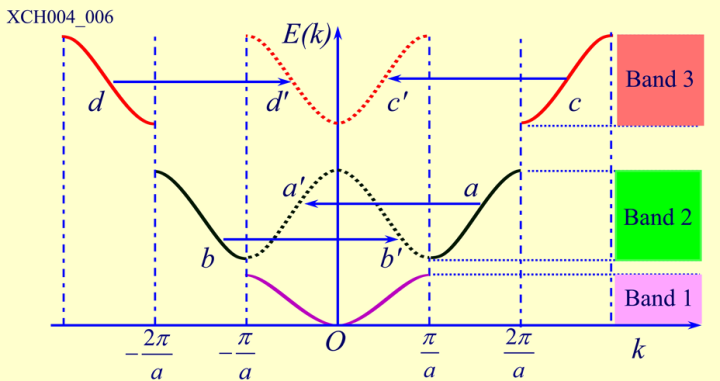 XCH004_006
E(k)
Band 3
d
d'
c'
c
a'
a
Band 2
b
b'
Band 1
O
k
-2π/a
-π/a
π/a
2π/a